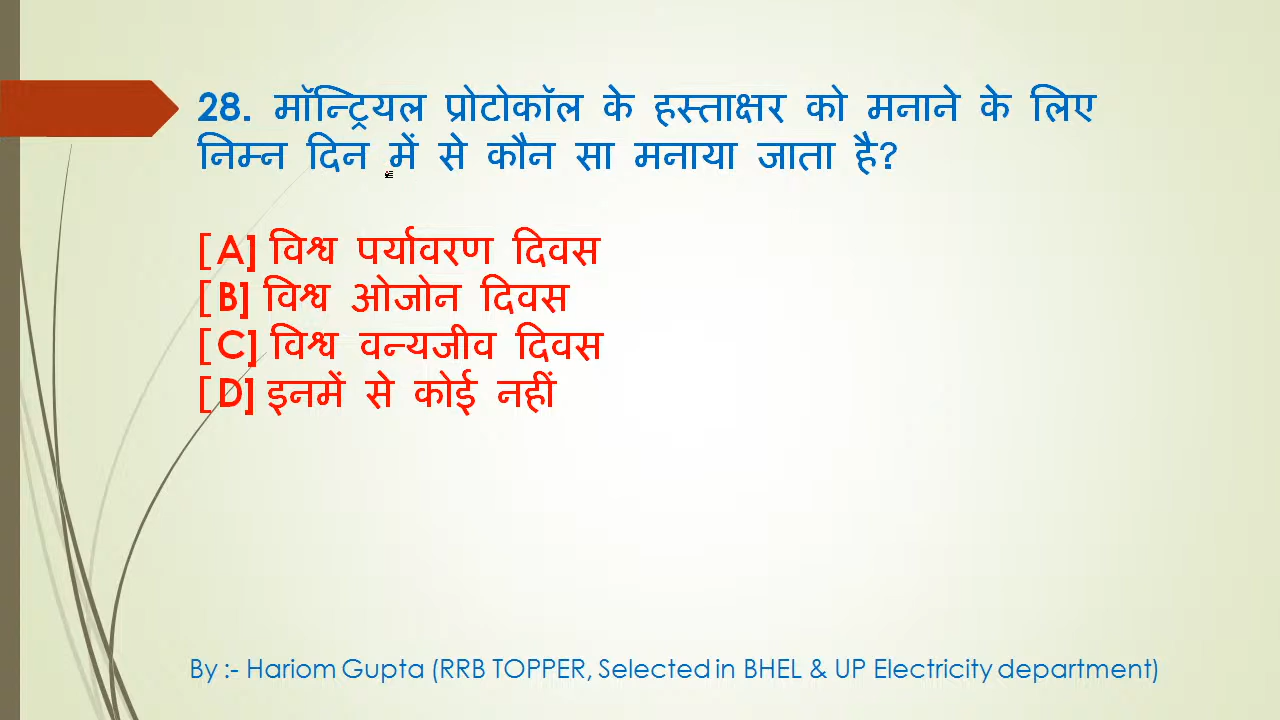 28. मॉन्ट्रियल प्रोटोकॉल के हस्ताक्षर को मनाने के लिए
निम्न दिन में से कौन सा मनाया जाता है?
[A] विश्व पर्यावरण दिवस
[B] विश्व ओजोन दिवस
[C] विश्व वन्यजीव दिवस
[D] इनमें से कोई नहीं
By :- Hariom Gupta (RRB TOPPER, Selected in BHEL & UP Electricity department)